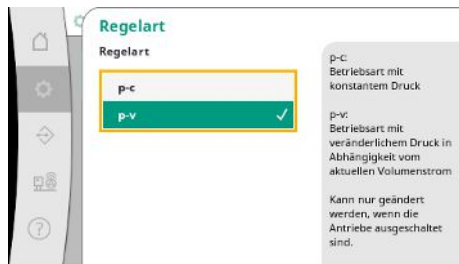 Regelart
Regelart
p-c
p-v
p-c:
Betriebsart mit
konstantem Druck
p-v:
Betriebsart mit
veränderlichem Druck in
Abhängigkeit vom
aktuellen Volumenstrom
Kann nur geändert
werden, wenn die
Antriebe ausgeschaltet
sind.
?